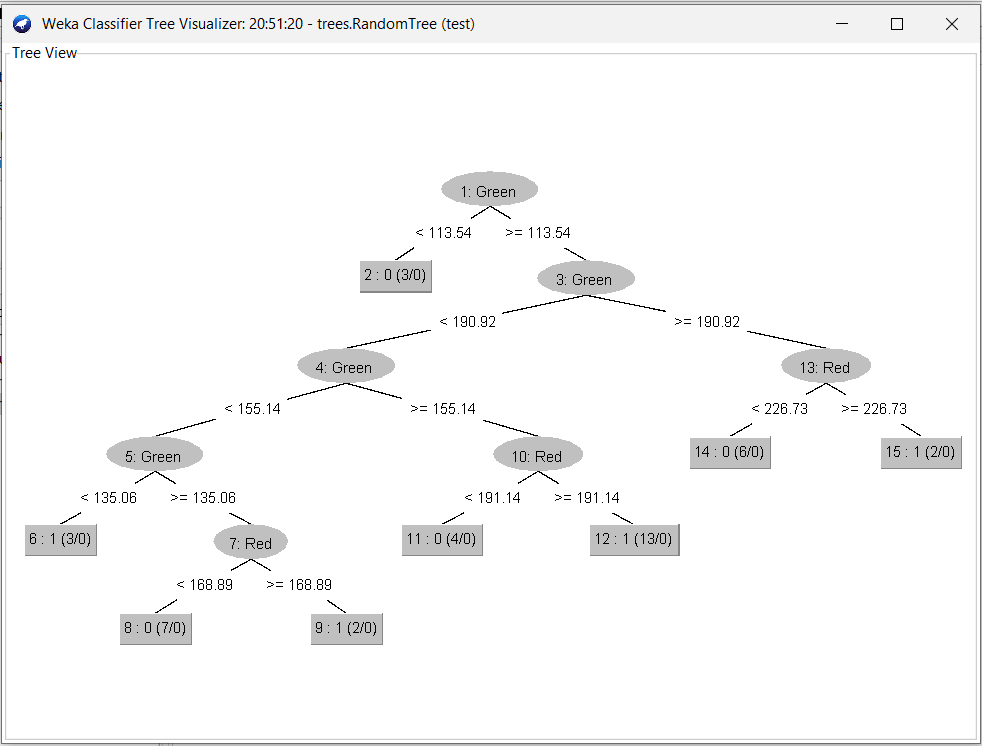 Weka Classifier Tree Visualizer: 20:51:20 - trees.RandomTree (test)
Tree View
1: Green
< 113.54
>= 113.54
2 : 0 (3/0)
3: Green
< 190.92
>= 190.92
4: Green
13: Red
< 155.14
>= 155.14
< 226.73
>= 226.73
5: Green
10: Red
14 : 0 (6/0)
15 : 1 (2/0)
< 135.06
>= 135.06
< 191.14
>= 191.14
6 : 1 (3/0)
7: Red
11 : 0 (4/0)
12 : 1 (13/0)
< 168.89
>= 168.89
8 : 0 (7/0)
9 : 1 (2/0)